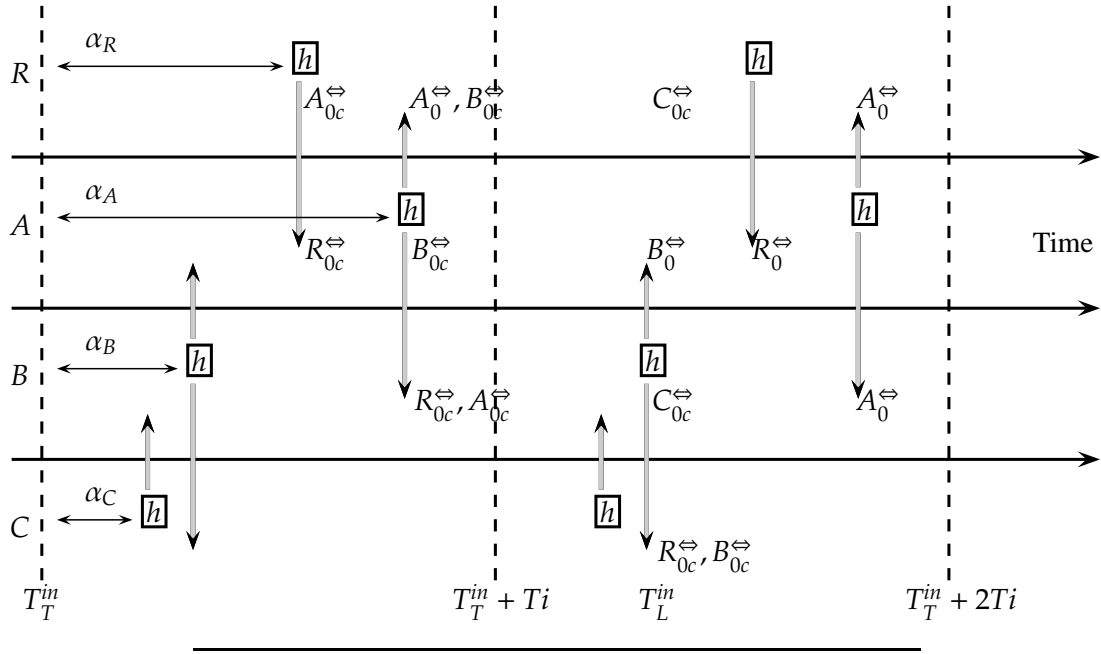 α_R h h
R
A_{0c}^⇔ A_0^⇔, B_{0c}^⇔ C_{0c}^⇔ A_0^⇔
α_A h h
A
R_{0c}^⇔ B_{0c}^⇔ B_0^⇔ R_0^⇔ Time
α_B h h
B
R_{0c}^⇔, A_{0c}^⇔ C_{0c}^⇔ A_0^⇔
α_C h h
C
R_{0c}^⇔, B_{0c}^⇔
T_T^{in} T_T^{in} + Ti T_L^{in} T_T^{in} + 2Ti